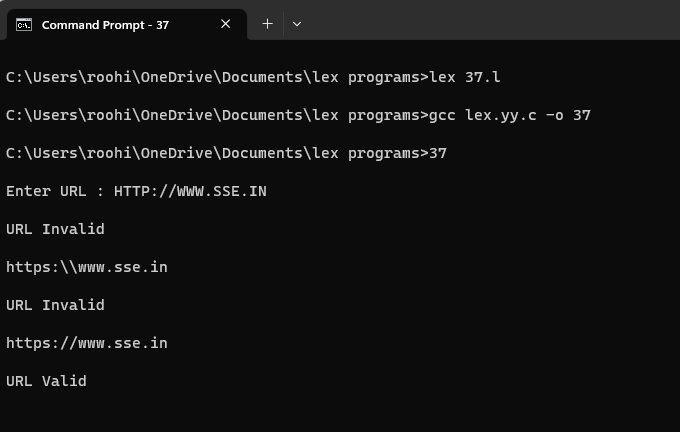 Command Prompt - 37
C:\Users\roohi\OneDrive\Documents\lex programs>lex 37.l
C:\Users\roohi\OneDrive\Documents\lex programs>gcc lex.yy.c -o 37
C:\Users\roohi\OneDrive\Documents\lex programs>37
Enter URL : HTTP://WWW.SSE.IN
URL Invalid
https:\\www.sse.in
URL Invalid
https://www.sse.in
URL Valid